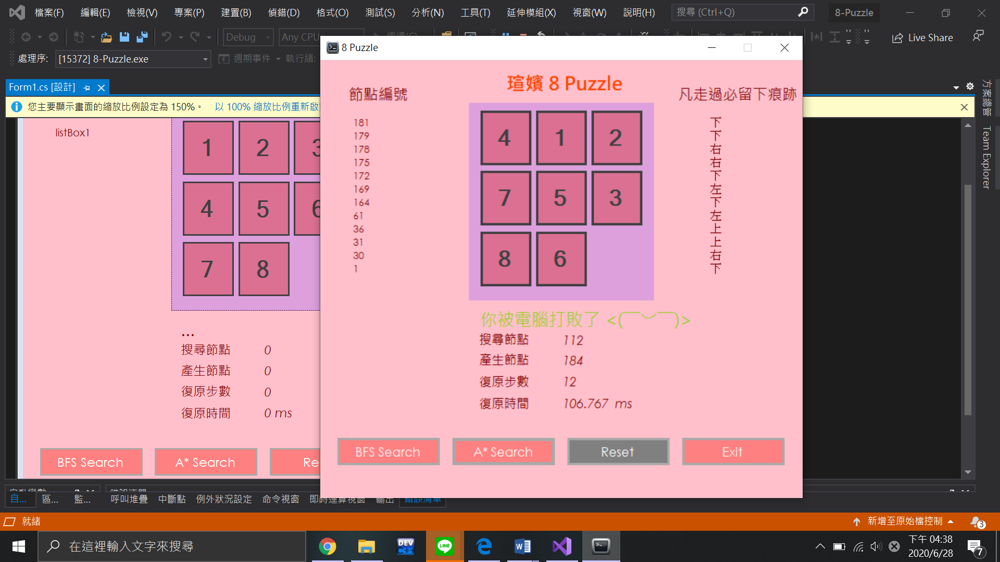 檔案(F) 編輯(E) 檢視(V) 專案(P) 建置(B) 偵錯(D) 格式(O) 測試(S) 分析(N) 工具(T) 延伸模組(X) 視窗(W) 說明(H) 搜尋 (Ctrl+Q) 8-Puzzle
Debug Any CPU
Live Share
處理序: [15372] 8-Puzzle.exe 週期事件 執行緒:
Form1.cs [設計]
您主要顯示畫面的縮放比例設定為 150%。 以 100% 縮放比例重新啟
方案總管
Team Explorer
listBox1
1 2 3
4 5 6
7 8
...
搜尋節點 0
產生節點 0
復原步數 0
復原時間 0 ms
BFS Search A* Search Re
8 Puzzle
瑄嬪 8 Puzzle
節點編號
凡走過必留下痕跡
181
179
178
175
172
169
164
61
36
31
30
1
4 1 2
7 5 3
8 6
下
下
右
右
下
左
下
左
上
上
右
下
你被電腦打敗了 <(￣︶￣)>
搜尋節點 112
產生節點 184
復原步數 12
復原時間 106.767 ms
BFS Search A* Search Reset Exit
自... 區... 監... 呼叫堆疊 中斷點 例外狀況設定 命令視窗 即時運算視窗 輸出 錯誤清單
就緒 新增至原始檔控制 3
在這裡輸入文字來搜尋
DEV C++
LINE
下午 04:38
2020/6/28
7